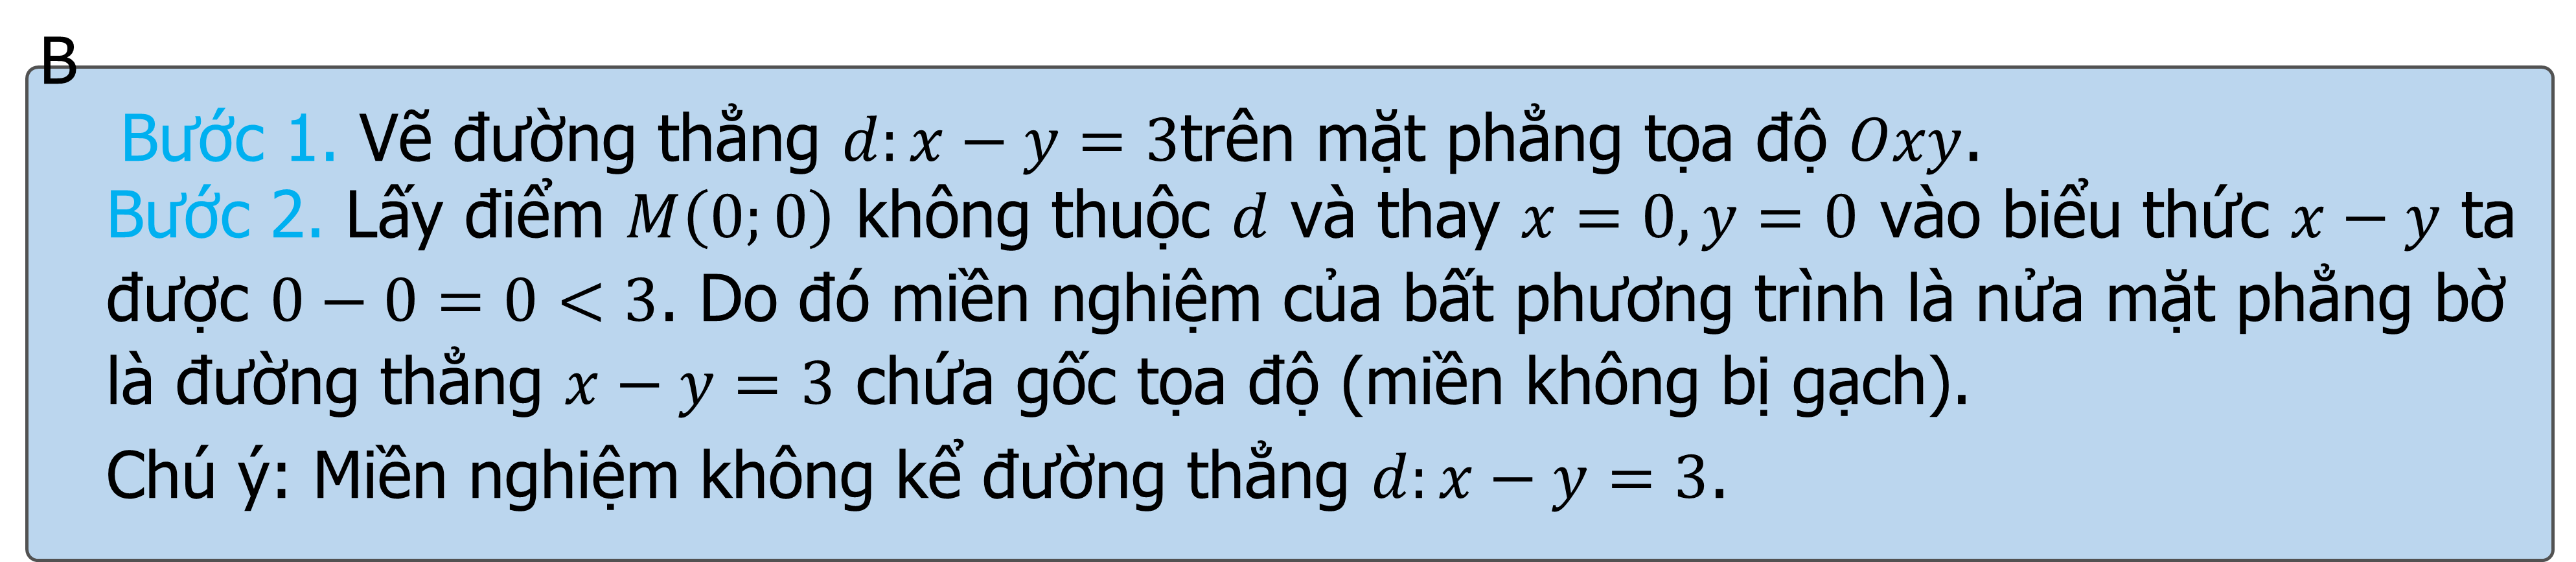 B
Bước 1. Vẽ đường thẳng d: x − y = 3trên mặt phẳng tọa độ Oxy.
Bước 2. Lấy điểm M(0; 0) không thuộc d và thay x = 0, y = 0 vào biểu thức x − y ta
được 0 − 0 = 0 < 3. Do đó miền nghiệm của bất phương trình là nửa mặt phẳng bờ
là đường thẳng x − y = 3 chứa gốc tọa độ (miền không bị gạch).
Chú ý: Miền nghiệm không kể đường thẳng d: x − y = 3.